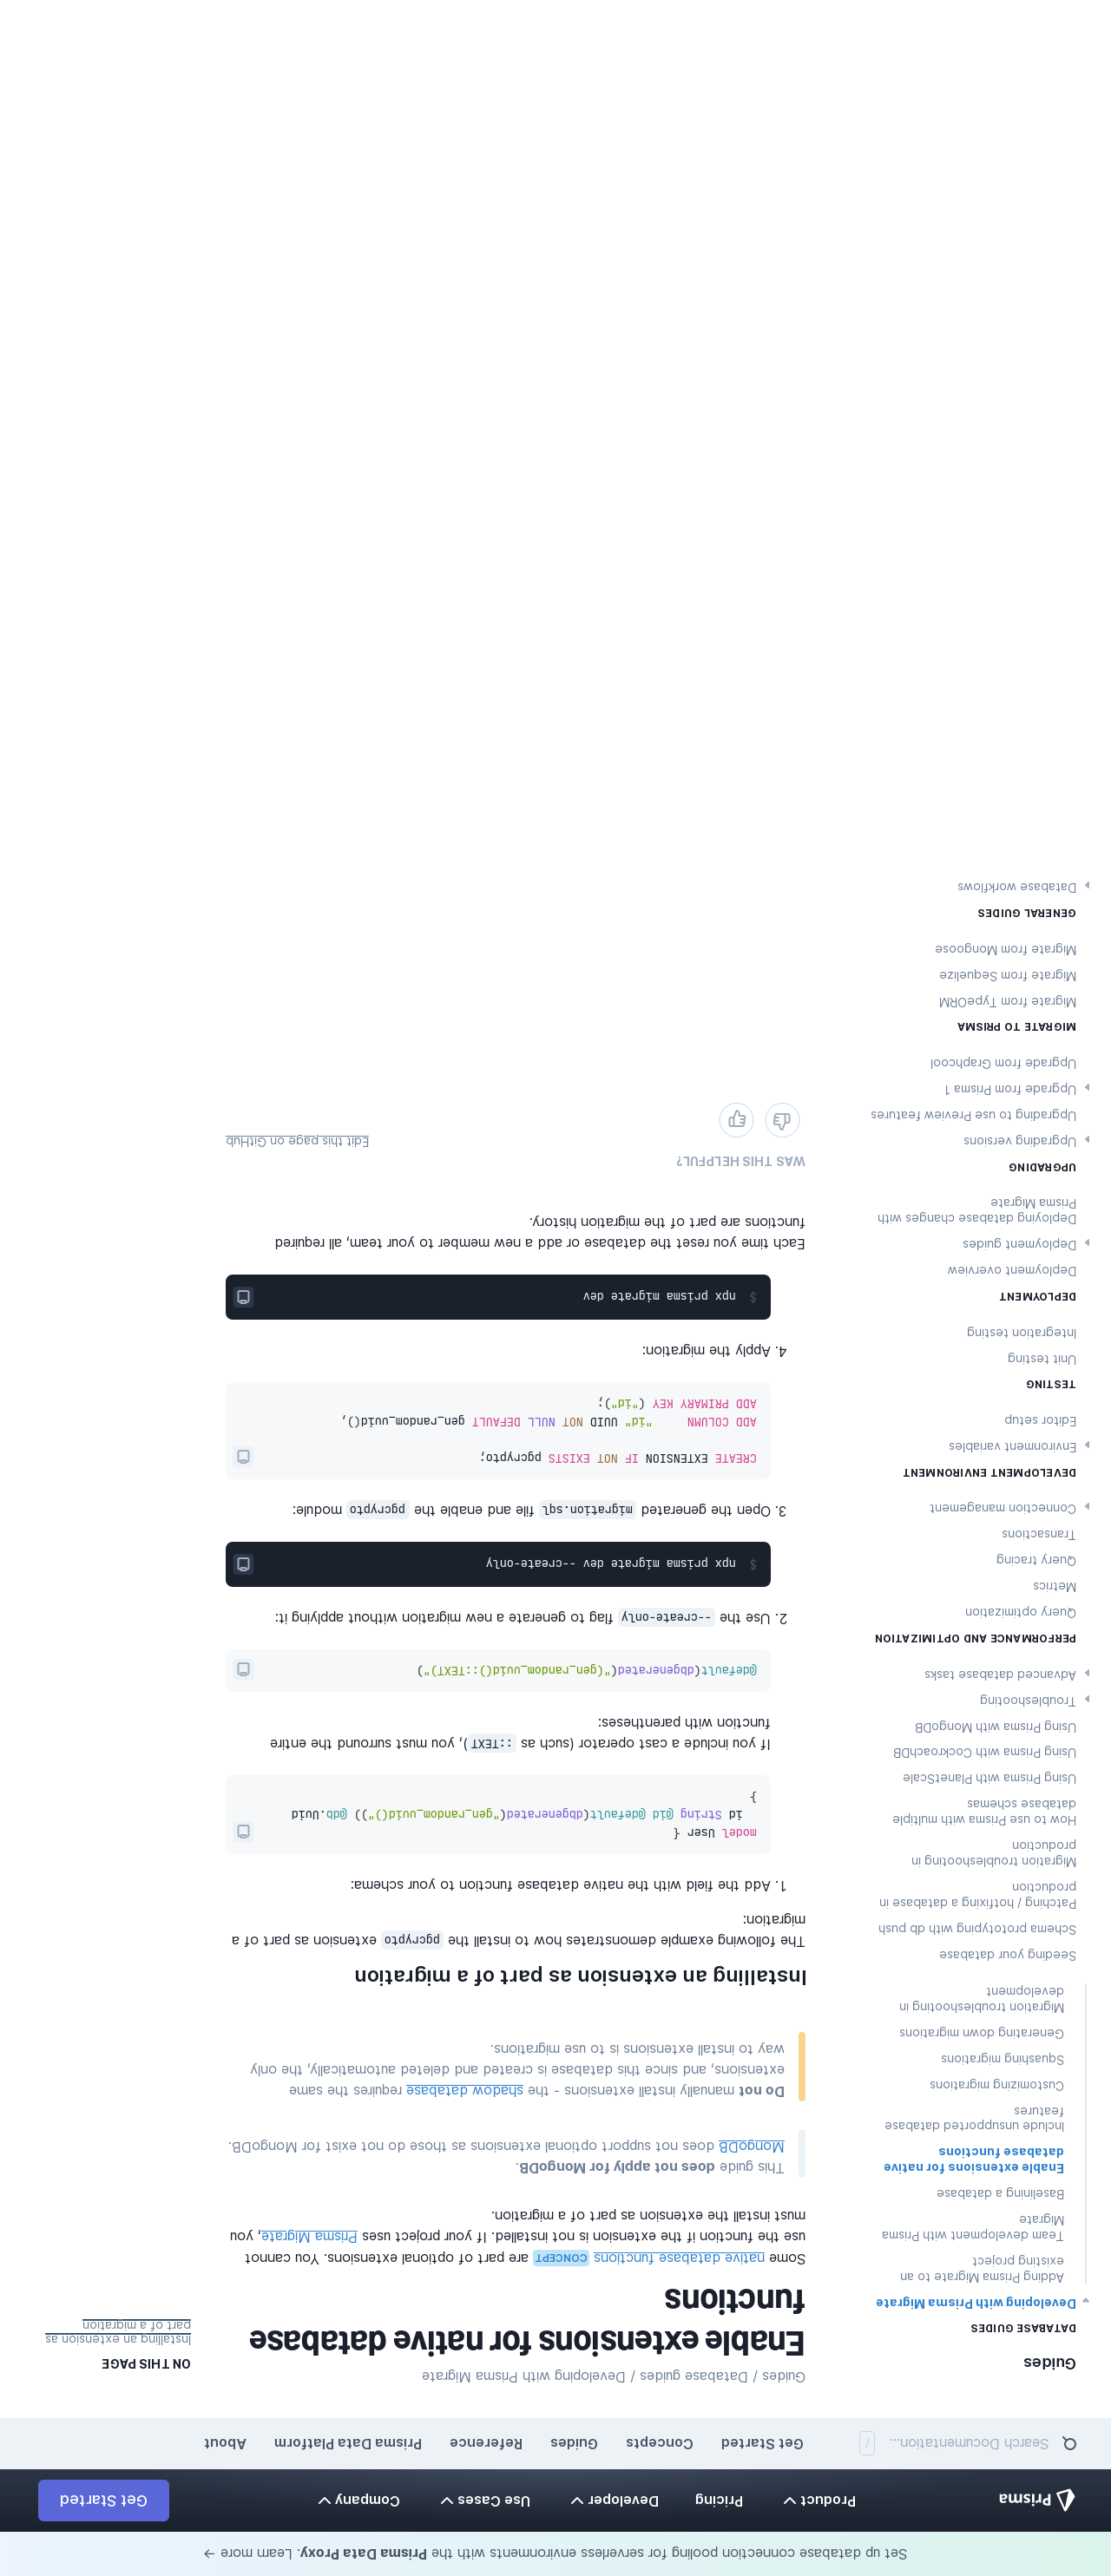 Set up database connection pooling for serverless environments with the Prisma Data Proxy. Learn more →
Prisma
Product
Pricing
Developer
Use Cases
Company
Get Started
Search Documentation...
/
Get Started
Concepts
Guides
Reference
Prisma Data Platform
About
Guides
DATABASE GUIDES
Developing with Prisma Migrate
Adding Prisma Migrate to an
existing project
Team development with Prisma
Migrate
Baselining a database
Enable extensions for native
database functions
Include unsupported database
features
Customizing migrations
Squashing migrations
Generating down migrations
Migration troubleshooting in
development
Seeding your database
Schema prototyping with db push
Patching / hotfixing a database in
production
Migration troubleshooting in
production
How to use Prisma with multiple
database schemas
Using Prisma with PlanetScale
Using Prisma with CockroachDB
Using Prisma with MongoDB
Troubleshooting
Advanced database tasks
PERFORMANCE AND OPTIMIZATION
Query optimization
Metrics
Query tracing
Transactions
Connection management
DEVELOPMENT ENVIRONMENT
Environment variables
Editor setup
TESTING
Unit testing
Integration testing
DEPLOYMENT
Deployment overview
Deployment guides
Deploying database changes with
Prisma Migrate
UPGRADING
Upgrading versions
Upgrading to use Preview features
Upgrade from Prisma 1
Upgrade from Graphcool
MIGRATE TO PRISMA
Migrate from TypeORM
Migrate from Sequelize
Migrate from Mongoose
GENERAL GUIDES
Database workflows
Guides / Database guides / Developing with Prisma Migrate
Enable extensions for native database
functions
Some native database functions CONCEPT are part of optional extensions. You cannot
use the function if the extension is not installed. If your project uses Prisma Migrate, you
must install the extension as part of a migration.
This guide does not apply for MongoDB.
MongoDB does not support optional extensions as those do not exist for MongoDB.
Do not manually install extensions - the shadow database requires the same
extensions, and since this database is created and deleted automatically, the only
way to install extensions is to use migrations.
Installing an extension as part of a migration
The following example demonstrates how to install the pgcrypto extension as part of a
migration:
1. Add the field with the native database function to your schema:
model User {
id String @id @default(dbgenerated("gen_random_uuid()")) @db.Uuid
}
If you include a cast operator (such as ::TEXT), you must surround the entire
function with parentheses:
@default(dbgenerated("(gen_random_uuid()::TEXT)")
2. Use the --create-only flag to generate a new migration without applying it:
$ npx prisma migrate dev --create-only
3. Open the generated migration.sql file and enable the pgcrypto module:
CREATE EXTENSION IF NOT EXISTS pgcrypto;
ADD COLUMN "id" UUID NOT NULL DEFAULT gen_random_uuid(),
ADD PRIMARY KEY ("id");
4. Apply the migration:
$ npx prisma migrate dev
Each time you reset the database or add a new member to your team, all required
functions are part of the migration history.
WAS THIS HELPFUL?
Edit this page on GitHub
ON THIS PAGE
Installing an extension as
part of a migration